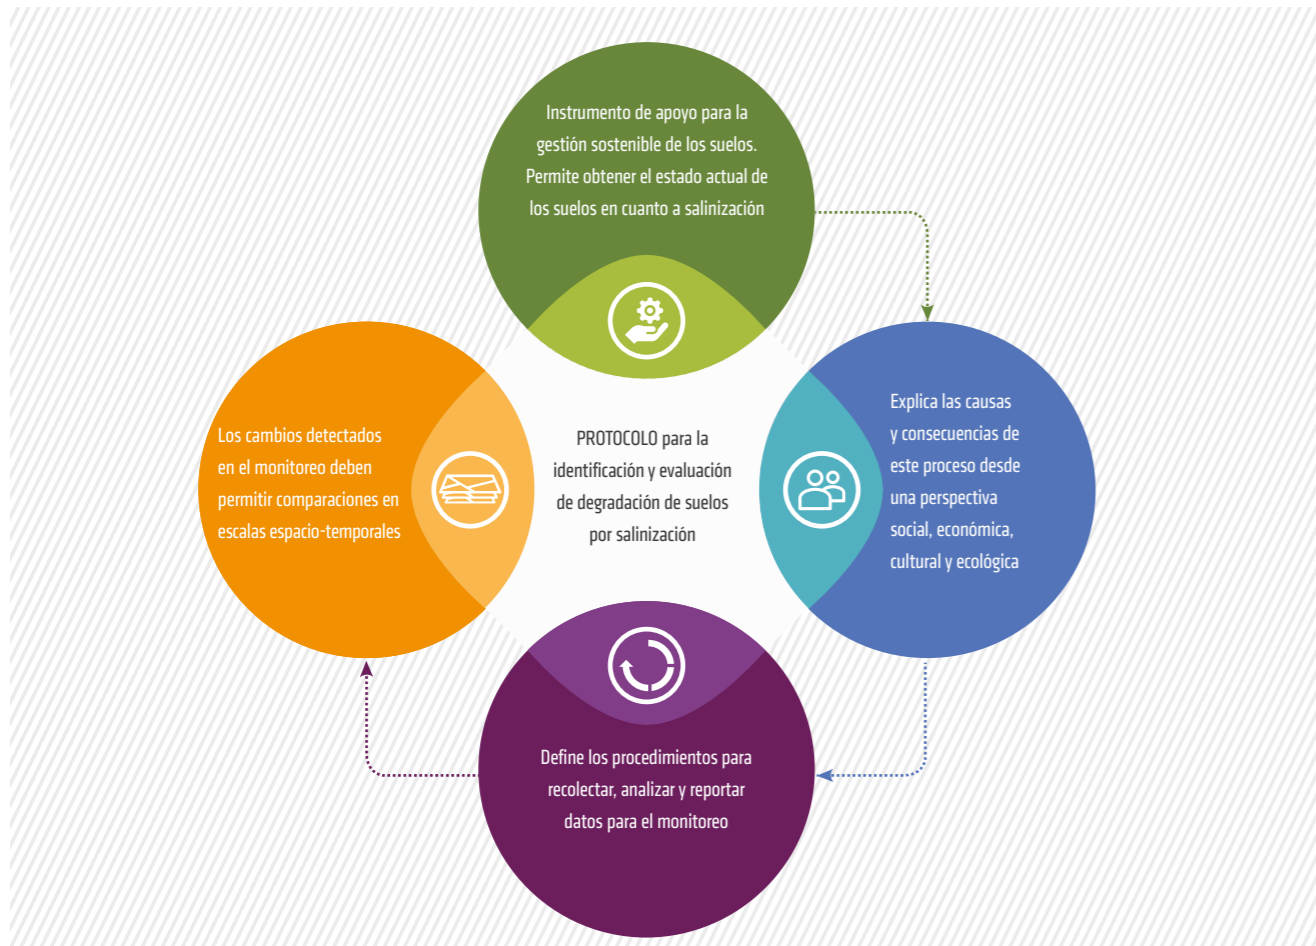 Instrumento de apoyo para la
gestión sostenible de los suelos.
Permite obtener el estado actual de
los suelos en cuanto a salinización
Explica las causas
y consecuencias de
este proceso desde
una perspectiva
social, económica,
cultural y ecológica
Define los procedimientos para
recolectar, analizar y reportar
datos para el monitoreo
Los cambios detectados
en el monitoreo deben
permitir comparaciones en
escalas espacio-temporales
PROTOCOLO para la
identificación y evaluación
de degradación de suelos
por salinización